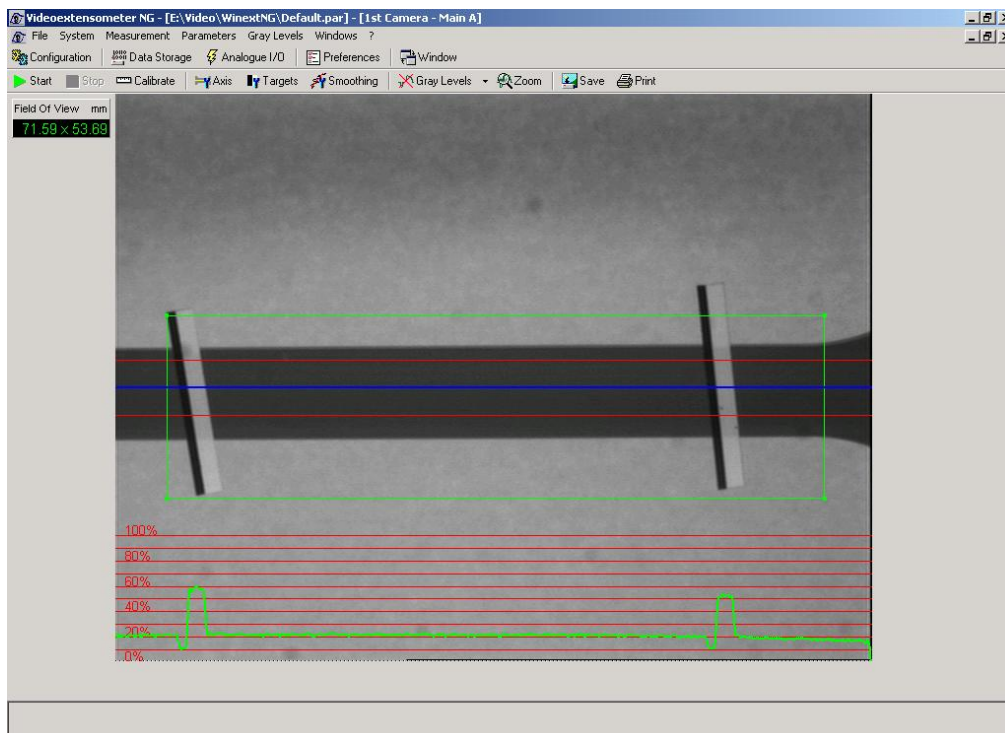 Videoextensometer NG - [E:\Video\WinextNG\Default.par] - [1st Camera - Main A]
File System Measurement Parameters Gray Levels Windows ?
Configuration Data Storage Analogue I/O Preferences Window
Start Stop Calibrate Axis Targets Smoothing Gray Levels Zoom Save Print
Field Of View mm
71.59 × 53.69
100%
80%
60%
40%
20%
0%